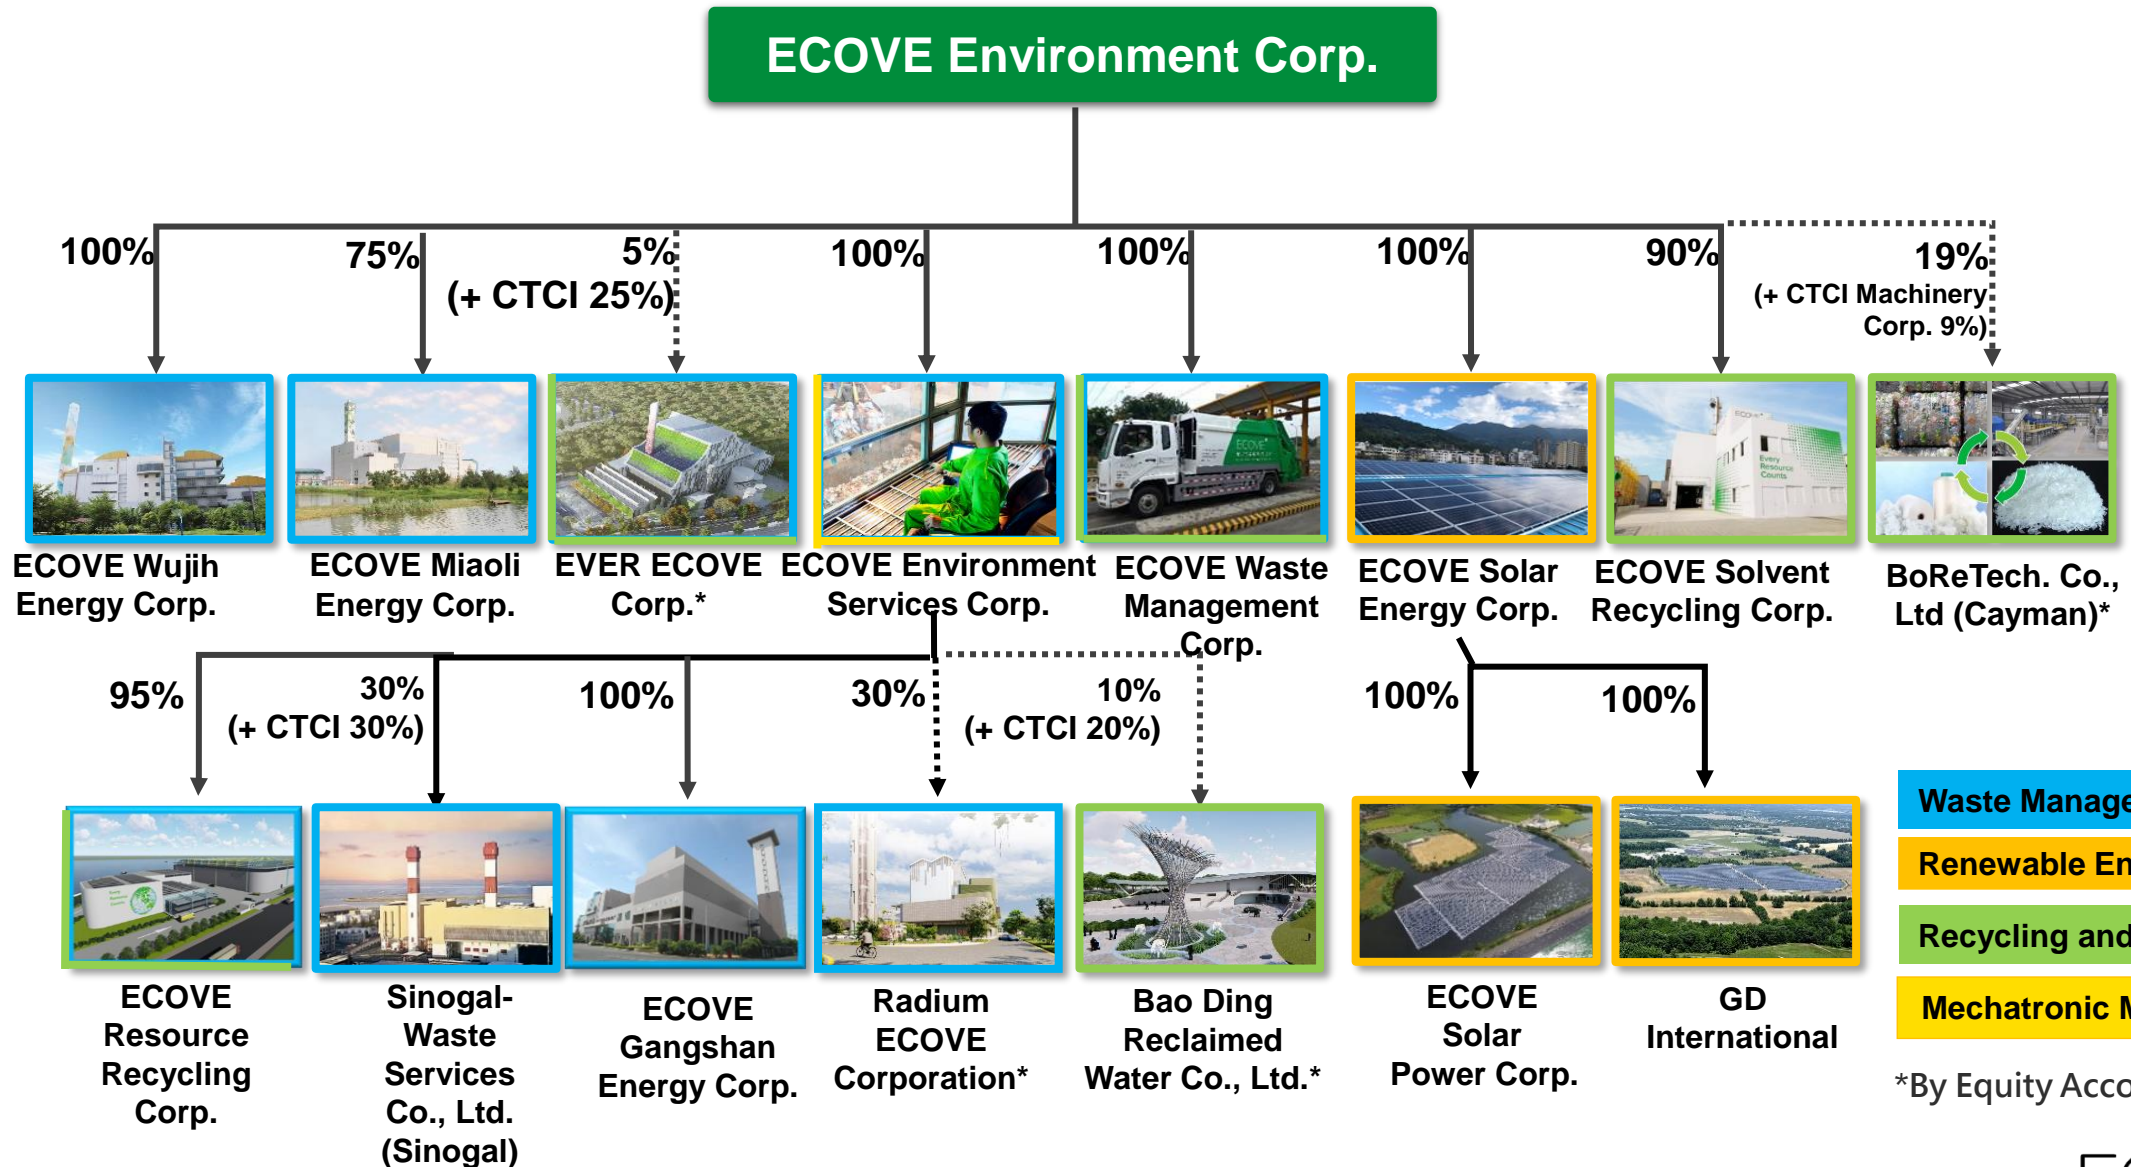 ECOVE Environment Corp.
100%
75%
5%
(+ CTCI 25%)
100%
100%
100%
90%
19%
(+ CTCI Machinery
Corp. 9%)
ECOVE
ECOVE
Every
Resource
Counts
ECOVE Wujih
Energy Corp.
ECOVE Miaoli
Energy Corp.
EVER ECOVE
Corp.*
ECOVE Environment
Services Corp.
ECOVE Waste
Management
Corp.
ECOVE Solar
Energy Corp.
ECOVE Solvent
Recycling Corp.
BoReTech. Co.,
Ltd (Cayman)*
95%
30%
(+ CTCI 30%)
100%
30%
10%
(+ CTCI 20%)
100%
100%
ECOVE
Resource
Recycling
Corp.
Sinogal-
Waste
Services
Co., Ltd.
(Sinogal)
ECOVE
Gangshan
Energy Corp.
Radium
ECOVE
Corporation*
Bao Ding
Reclaimed
Water Co., Ltd.*
ECOVE
Solar
Power Corp.
GD
International
Waste Manage
Renewable En
Recycling and
Mechatronic M
*By Equity Acco